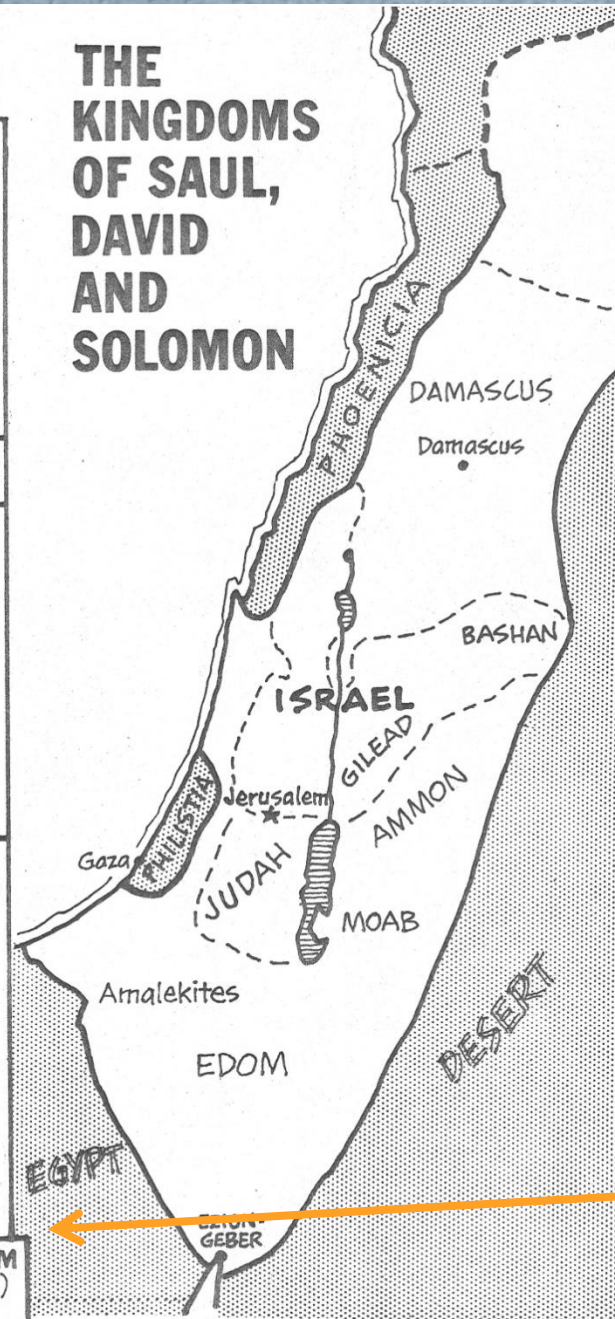 THE
KINGDOMS
OF SAUL,
DAVID
AND
SOLOMON
PHOENICIA
DAMASCUS
Damascus
BASHAN
ISRAEL
GILEAD
AMMON
Jerusalem
PHILISTIA
Gaza
JUDAH
MOAB
Amalekites
EDOM
DESERT
EGYPT
EZION-
GEBER
M
)